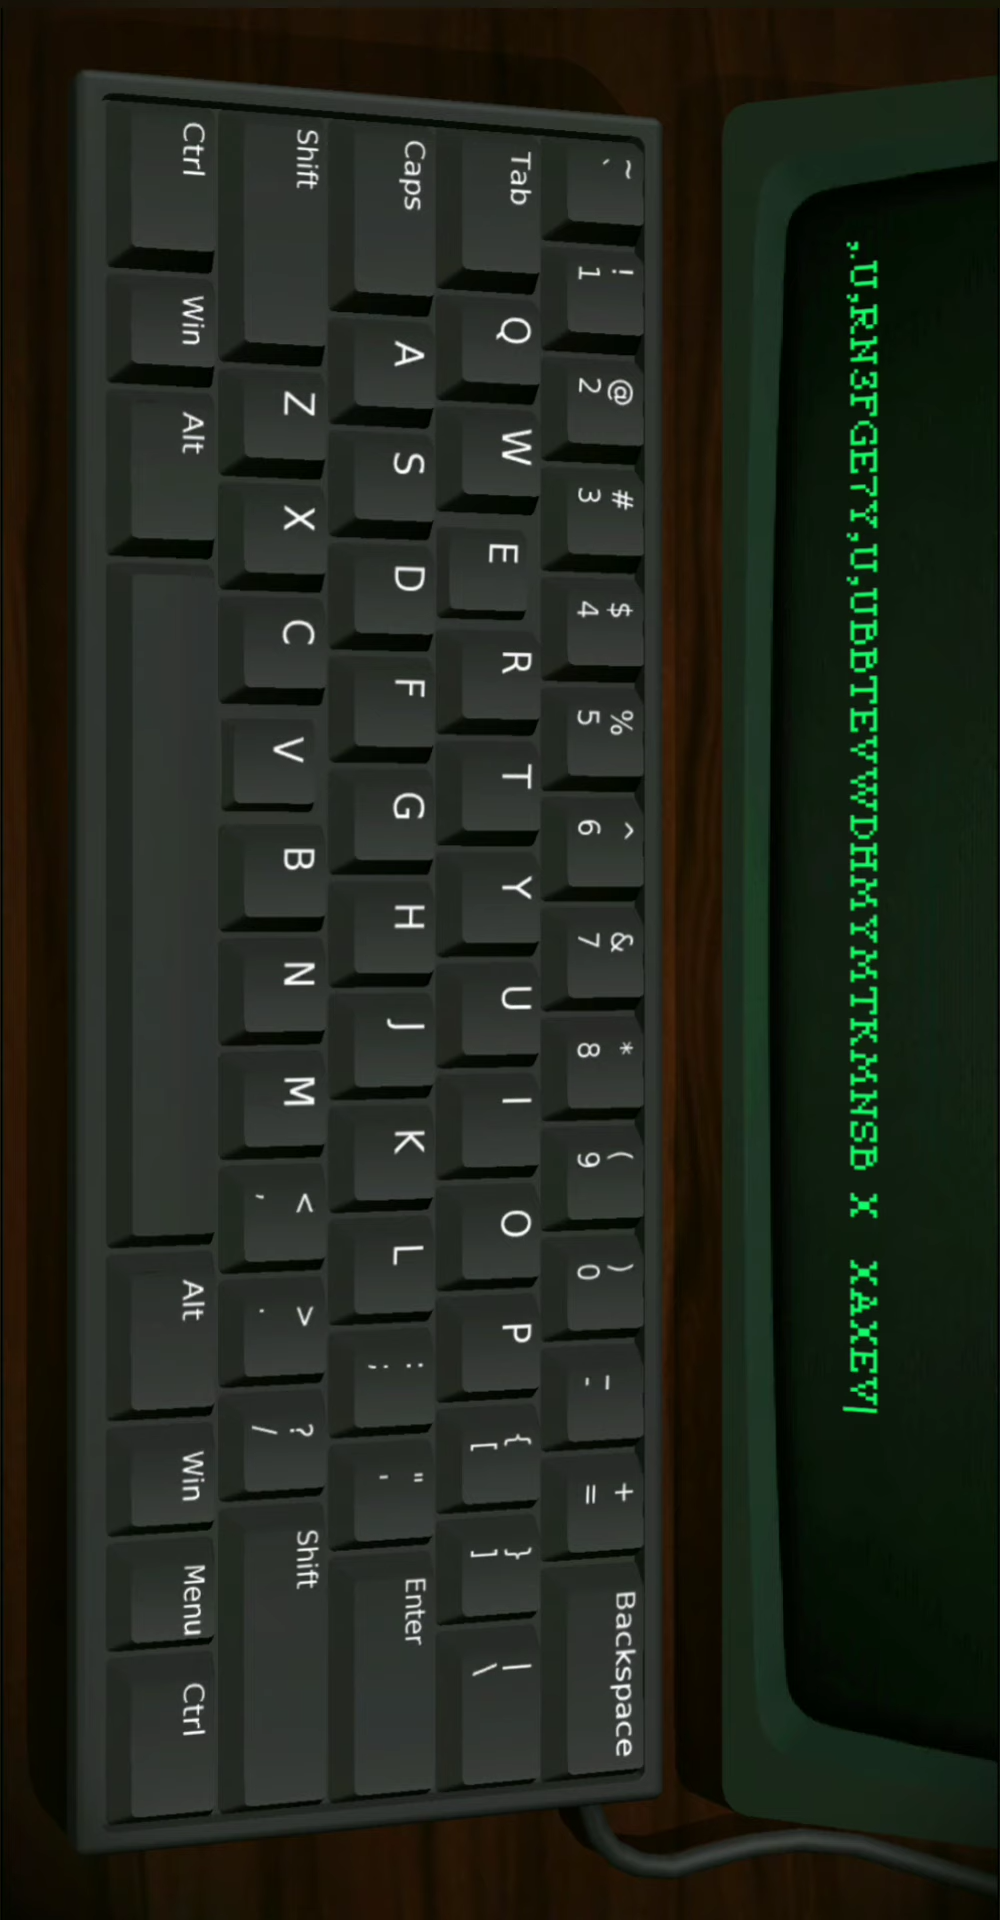 ,.U,RN3FGE7Y,U,UBBTEVWDHMYMTKMNSB X  XAXEV|
~ ! @ # $ % ^ & * ( ) _ + Backspace
` 1 2 3 4 5 6 7 8 9 0 - =
Tab Q W E R T Y U I O P { } |
[ ] \
Caps A S D F G H J K L : " Enter
; '
Shift Z X C V B N M < > ? Shift
, . /
Ctrl Win Alt Alt Win Menu Ctrl